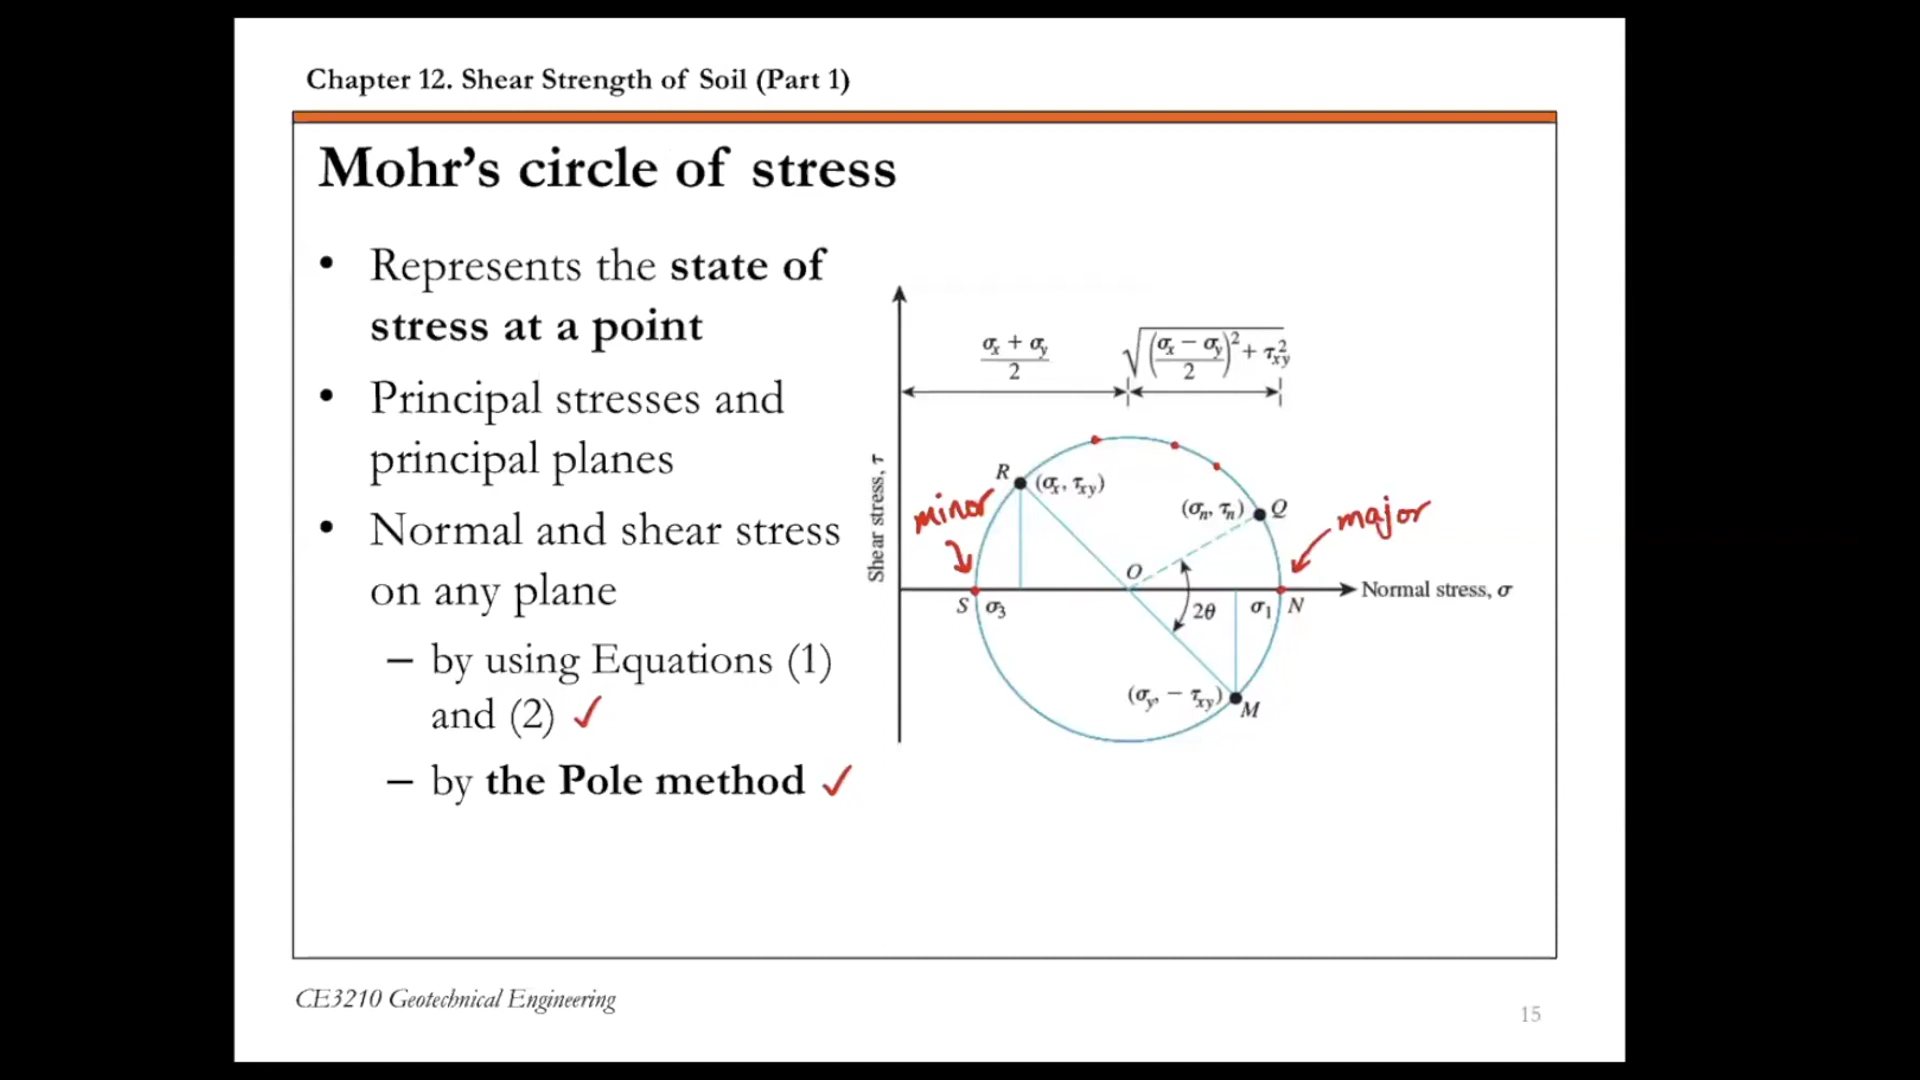 Chapter 12. Shear Strength of Soil (Part 1)
Mohr's circle of stress
• Represents the state of
stress at a point
• Principal stresses and
principal planes
• Normal and shear stress
on any plane
– by using Equations (1)
and (2) ✓
– by the Pole method ✓
(σx + σy)/2
√(((σx − σy)/2)² + τxy²)
Shear stress, τ
R
(σx, τxy)
minor
(σn, τn)
Q
major
O
Normal stress, σ
S
σ3
2θ
σ1
N
(σy, − τxy)
M
CE3210 Geotechnical Engineering
15